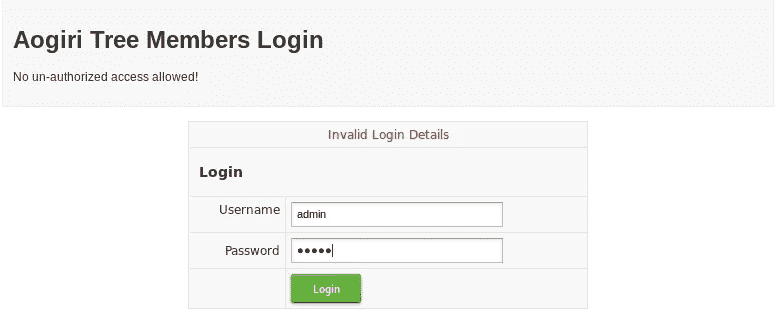 Aogiri Tree Members Login
No un-authorized access allowed!
Invalid Login Details
Login
Username admin
Password •••••
Login